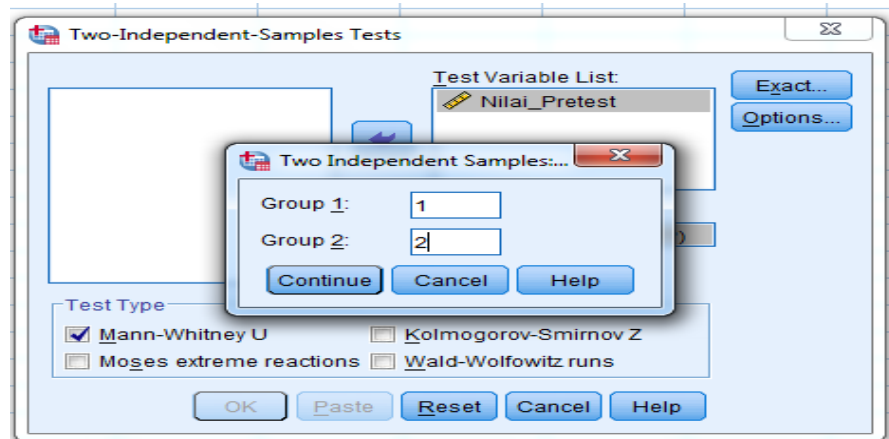 Two-Independent-Samples Tests
Test Variable List:
Nilai_Pretest
Exact...
Options...
Two Independent Samples:...
Group 1:
1
Group 2:
2
)
Continue Cancel Help
Test Type
Mann-Whitney U Kolmogorov-Smirnov Z
Moses extreme reactions Wald-Wolfowitz runs
OK Paste Reset Cancel Help